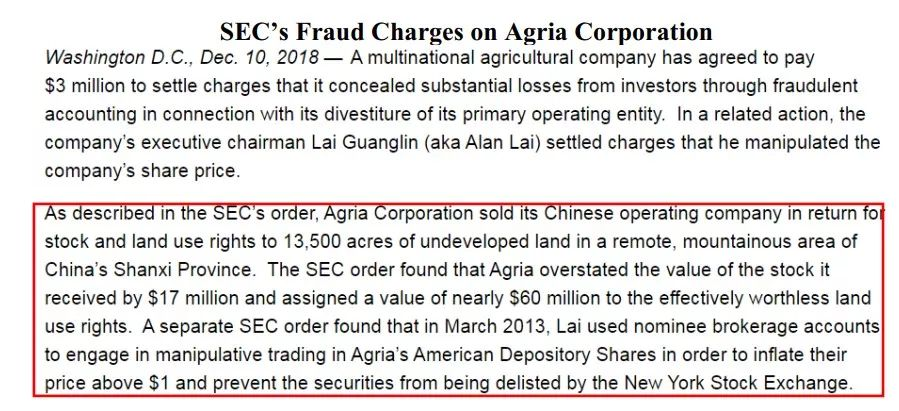 SEC's Fraud Charges on Agria Corporation
Washington D.C., Dec. 10, 2018 — A multinational agricultural company has agreed to pay
$3 million to settle charges that it concealed substantial losses from investors through fraudulent
accounting in connection with its divestiture of its primary operating entity.  In a related action, the
company's executive chairman Lai Guanglin (aka Alan Lai) settled charges that he manipulated the
company's share price.
As described in the SEC's order, Agria Corporation sold its Chinese operating company in return for
stock and land use rights to 13,500 acres of undeveloped land in a remote, mountainous area of
China's Shanxi Province.  The SEC order found that Agria overstated the value of the stock it
received by $17 million and assigned a value of nearly $60 million to the effectively worthless land
use rights.  A separate SEC order found that in March 2013, Lai used nominee brokerage accounts
to engage in manipulative trading in Agria's American Depository Shares in order to inflate their
price above $1 and prevent the securities from being delisted by the New York Stock Exchange.